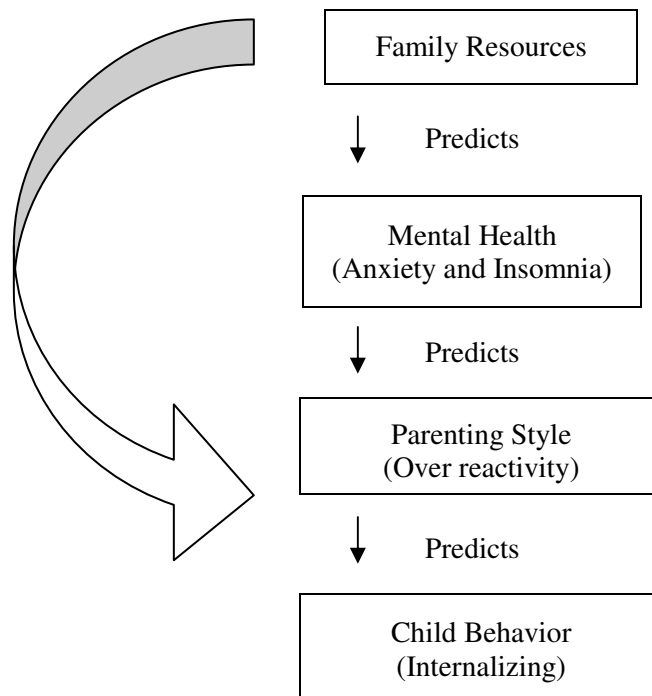 Family Resources
Predicts
Mental Health
(Anxiety and Insomnia)
Predicts
Parenting Style
(Over reactivity)
Predicts
Child Behavior
(Internalizing)